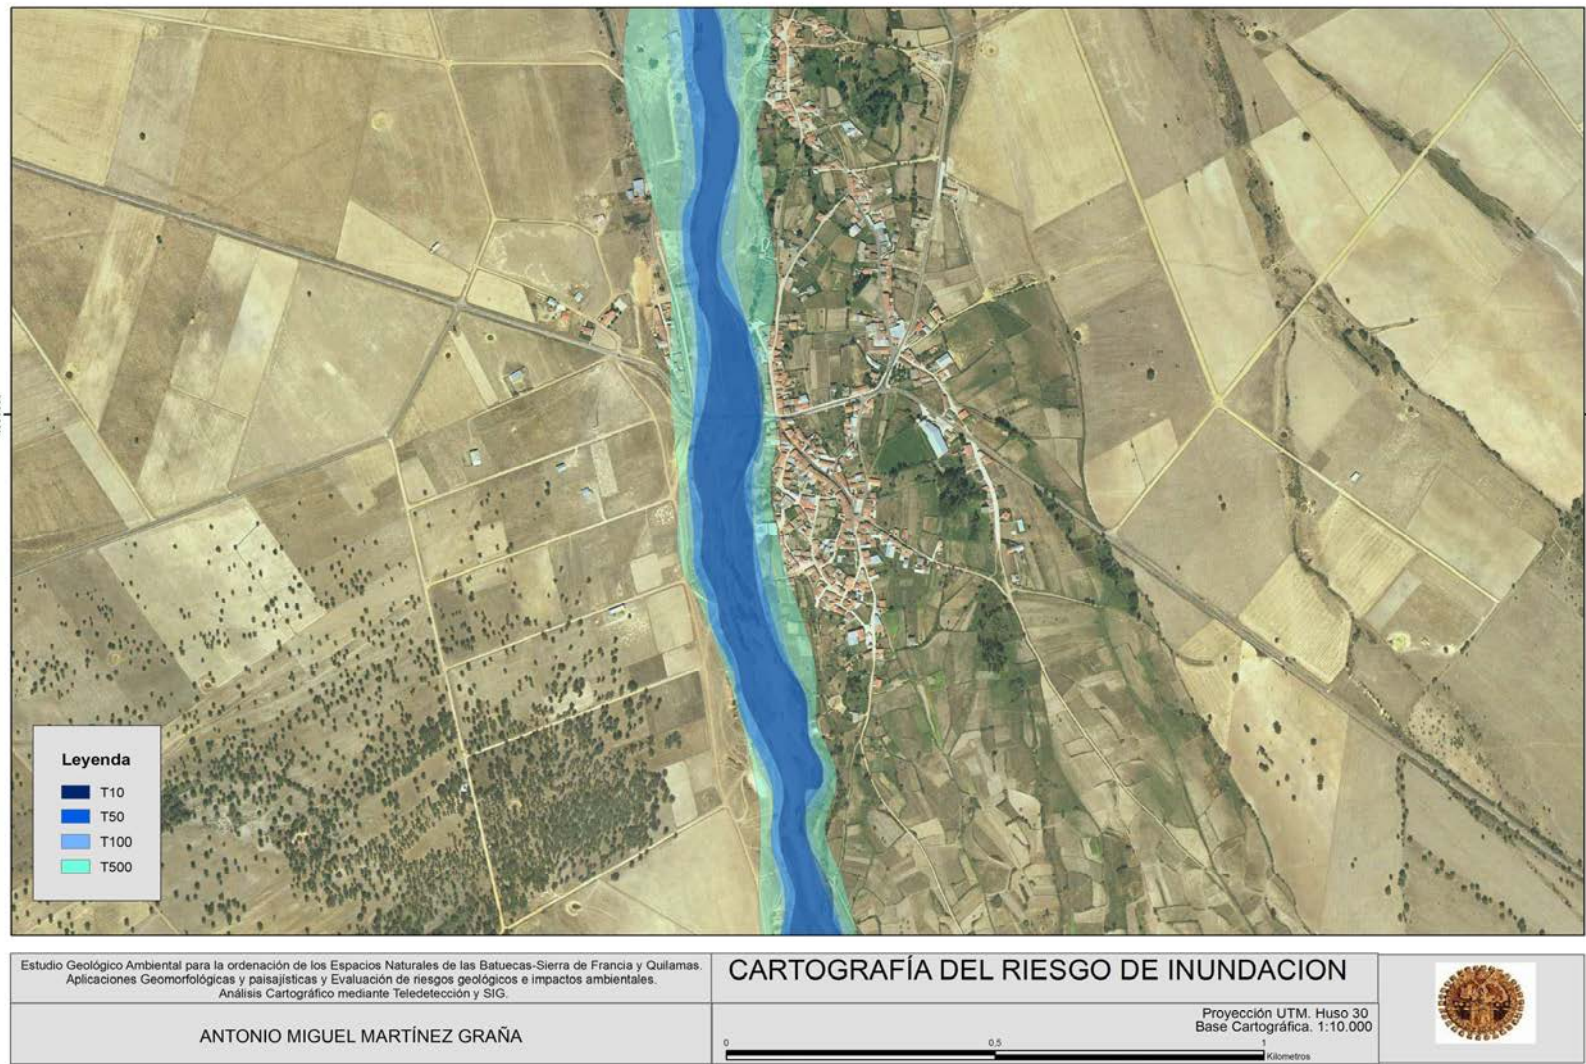 Leyenda
T10
T50
T100
T500
Estudio Geológico Ambiental para la ordenación de los Espacios Naturales de las Batuecas-Sierra de Francia y Quilamas.
Aplicaciones Geomorfológicas y paisajísticas y Evaluación de riesgos geológicos e impactos ambientales.
Análisis Cartográfico mediante Teledetección y SIG.
ANTONIO MIGUEL MARTÍNEZ GRAÑA
CARTOGRAFÍA DEL RIESGO DE INUNDACION
Proyección UTM. Huso 30
Base Cartográfica. 1:10.000
0 0,5 1
Kilometros